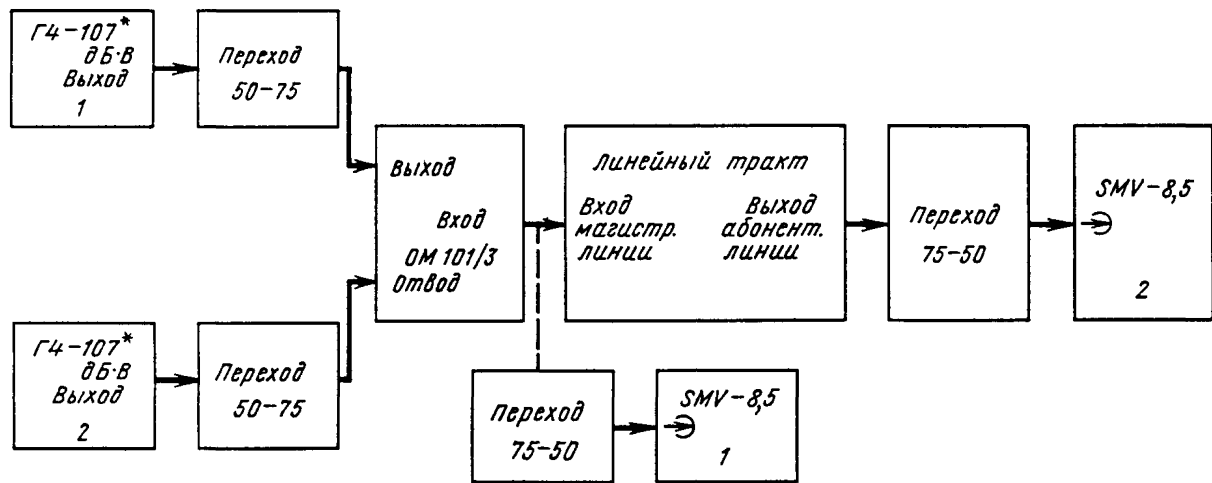 Г4-107*
дБ·В
Выход
1
Переход
50-75
Выход
Вход
ОМ 101/3
Отвод
Линейный тракт
Вход
магистр.
линии
Выход
абонент.
линии
Переход
75-50
SMV-8,5
2
Г4-107*
дБ·В
Выход
2
Переход
50-75
Переход
75-50
SMV-8,5
1